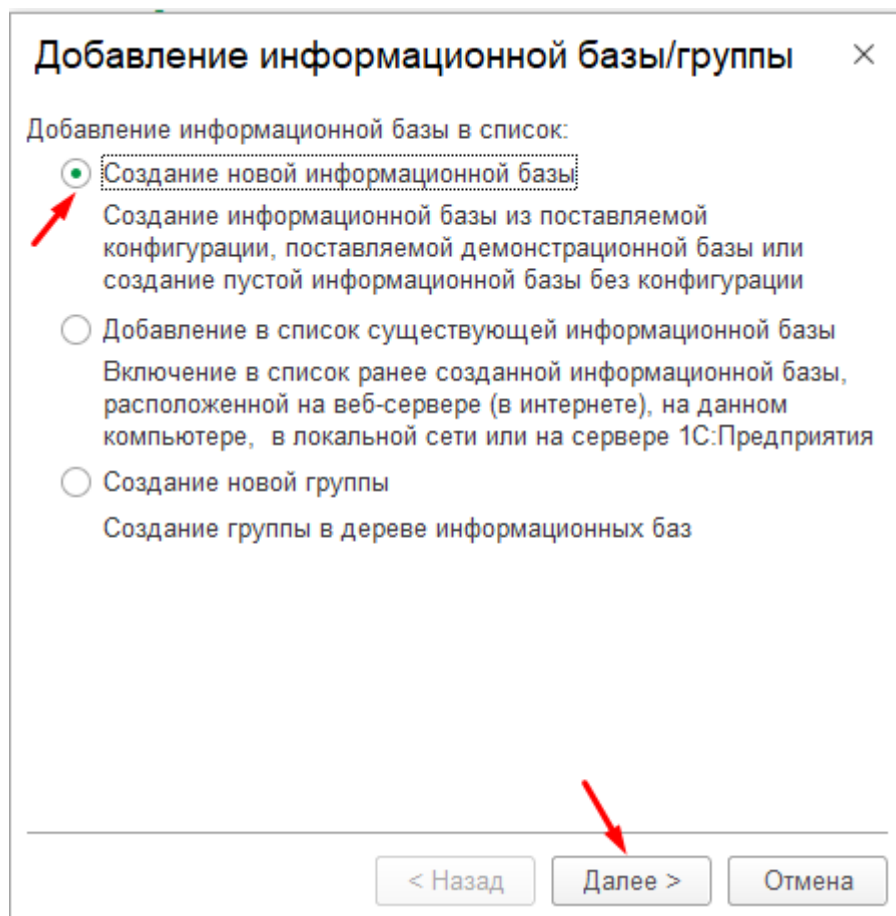 Добавление информационной базы/группы
Добавление информационной базы в список:
Создание новой информационной базы
Создание информационной базы из поставляемой
конфигурации, поставляемой демонстрационной базы или
создание пустой информационной базы без конфигурации
Добавление в список существующей информационной базы
Включение в список ранее созданной информационной базы,
расположенной на веб-сервере (в интернете), на данном
компьютере,  в локальной сети или на сервере 1С:Предприятия
Создание новой группы
Создание группы в дереве информационных баз
< Назад Далее > Отмена